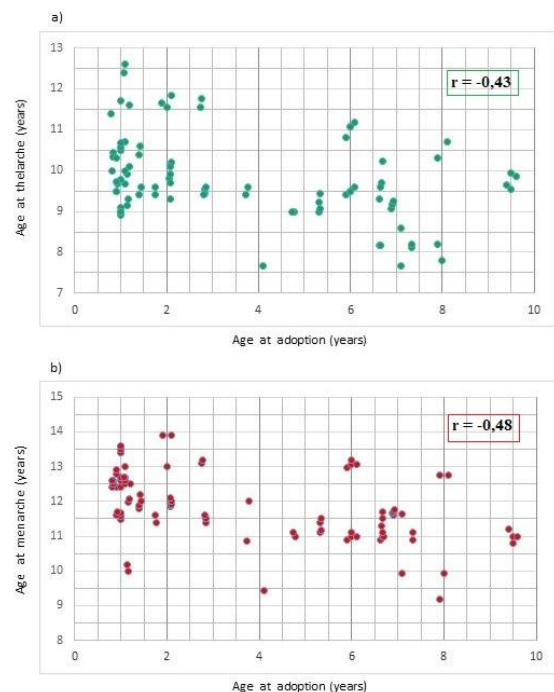 a)
13
12
11
10
9
8
7
r = -0,43
Age at thelarche (years)
0 2 4 6 8 10
Age at adoption (years)
b)
15
14
13
12
11
10
9
8
r = -0,48
Age at menarche (years)
0 2 4 6 8 10
Age at adoption (years)